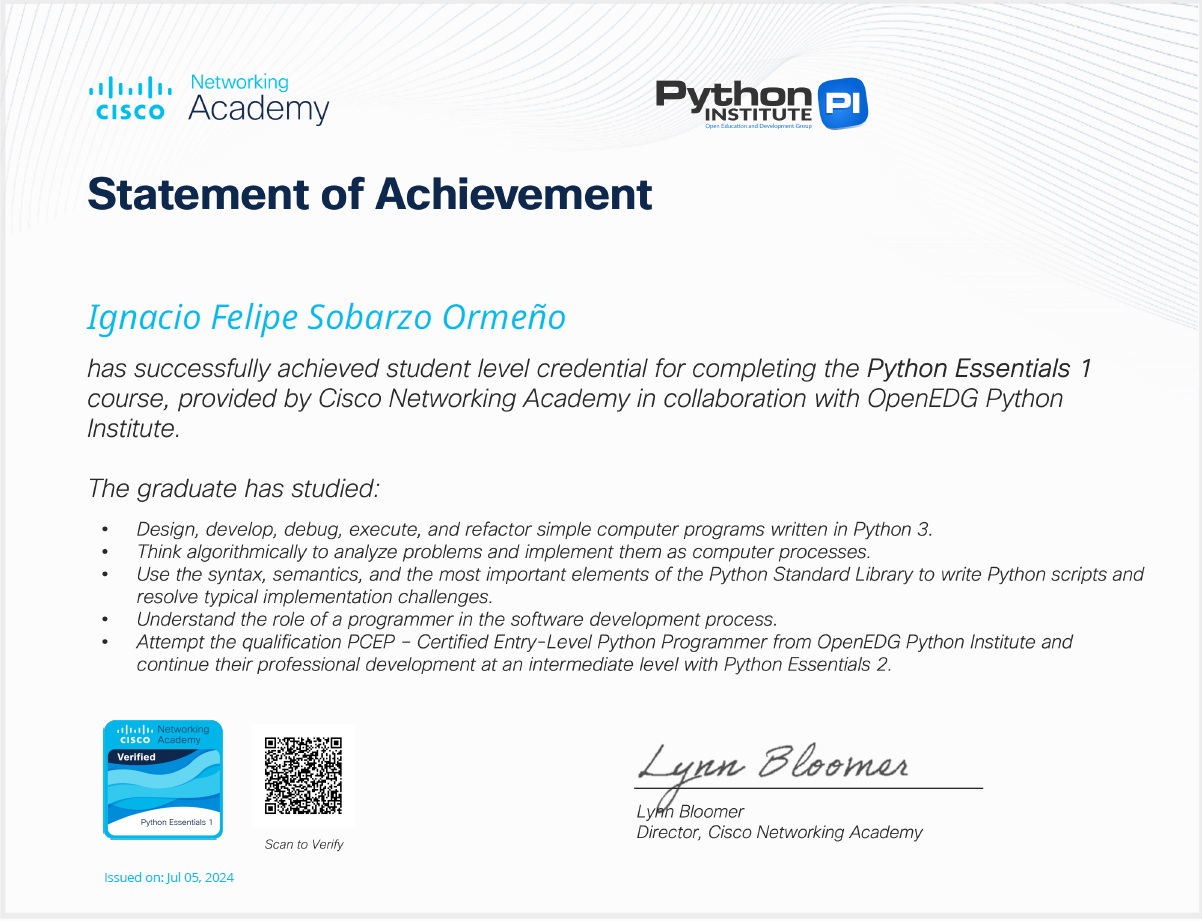 CISCO
Networking
Academy
Python
INSTITUTE
Open Education and Development Group
PI
Statement of Achievement
Ignacio Felipe Sobarzo Ormeño
has successfully achieved student level credential for completing the Python Essentials 1
course, provided by Cisco Networking Academy in collaboration with OpenEDG Python
Institute.
The graduate has studied:
• Design, develop, debug, execute, and refactor simple computer programs written in Python 3.
• Think algorithmically to analyze problems and implement them as computer processes.
• Use the syntax, semantics, and the most important elements of the Python Standard Library to write Python scripts and
resolve typical implementation challenges.
• Understand the role of a programmer in the software development process.
• Attempt the qualification PCEP – Certified Entry-Level Python Programmer from OpenEDG Python Institute and
continue their professional development at an intermediate level with Python Essentials 2.
CISCO
Networking
Academy
Verified
Python Essentials 1
Scan to Verify
Lynn Bloomer
Lynn Bloomer
Director, Cisco Networking Academy
Issued on: Jul 05, 2024